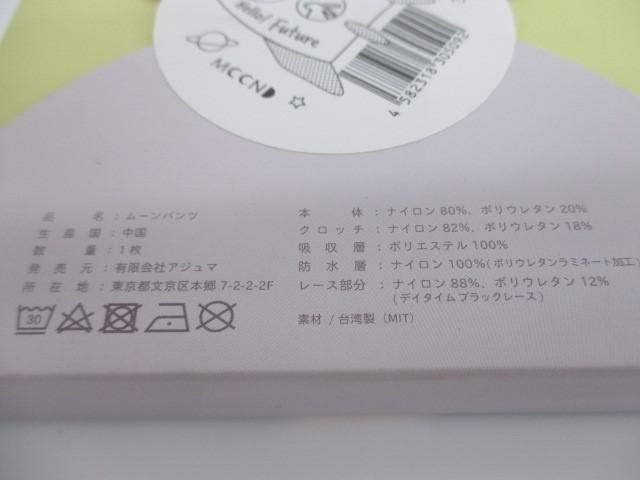 Hello! Future
MCCND
4 582318 305092
品名：ムーンパンツ
生産国：中国
数量：1枚
発売元：有限会社アジュマ
所在地：東京都文京区本郷 7-2-2-2F
30
本体：ナイロン 80%、ポリウレタン 20%
クロッチ：ナイロン 82%、ポリウレタン 18%
吸収層：ポリエステル 100%
防水層：ナイロン 100%(ポリウレタンラミネート加工)
レース部分：ナイロン 88%、ポリウレタン 12%
(デイタイムブラックレース)
素材 / 台湾製（MIT）